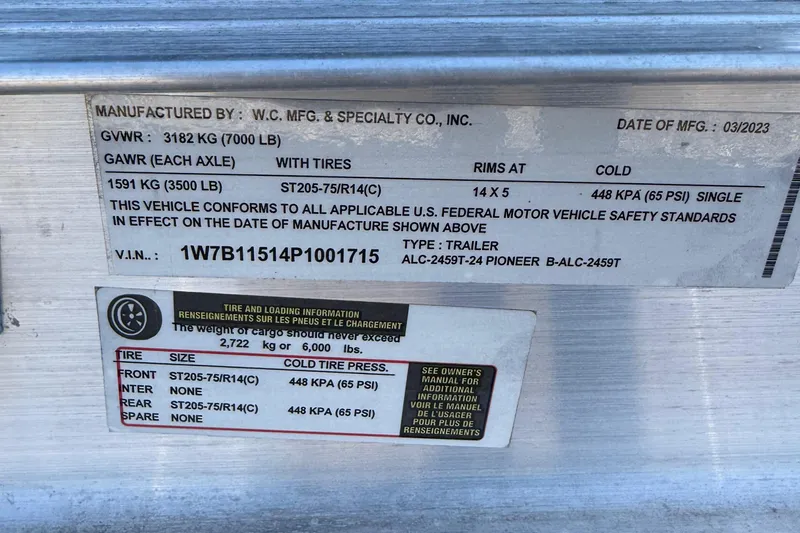 MANUFACTURED BY : W.C. MFG. & SPECIALTY CO., INC. DATE OF MFG. : 03/2023
GVWR : 3182 KG (7000 LB)
GAWR (EACH AXLE) WITH TIRES RIMS AT COLD
1591 KG (3500 LB) ST205-75/R14(C) 14 X 5 448 KPA (65 PSI) SINGLE
THIS VEHICLE CONFORMS TO ALL APPLICABLE U.S. FEDERAL MOTOR VEHICLE SAFETY STANDARDS
IN EFFECT ON THE DATE OF MANUFACTURE SHOWN ABOVE
V.I.N.. : 1W7B11514P1001715 TYPE : TRAILER
ALC-2459T-24 PIONEER B-ALC-2459T
TIRE AND LOADING INFORMATION
RENSEIGNEMENTS SUR LES PNEUS ET LE CHARGEMENT
The weight of cargo should never exceed
2,722 kg or 6,000 lbs.
TIRE SIZE COLD TIRE PRESS.
FRONT ST205-75/R14(C) 448 KPA (65 PSI)
INTER NONE
REAR ST205-75/R14(C) 448 KPA (65 PSI)
SPARE NONE
SEE OWNER'S
MANUAL FOR
ADDITIONAL
INFORMATION
VOIR LE MANUEL
DE L'USAGER
POUR PLUS DE
RENSEIGNEMENTS